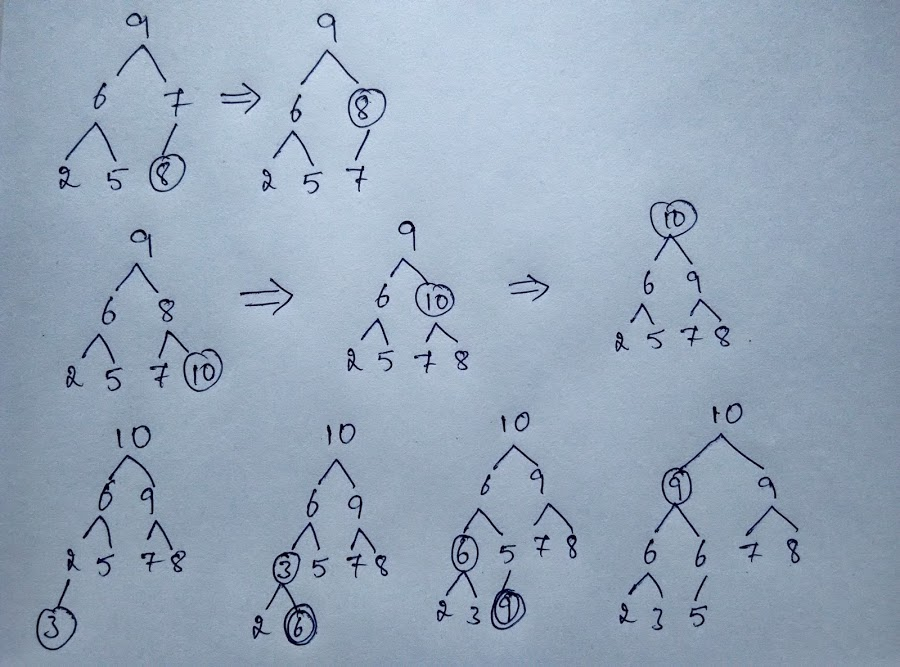 9 9
6 7 ⇒ 6 8
2 5 8 2 5 7
10
9 9
6 8 ⇒ 6 10 ⇒ 6 9
2 5 7 10 2 5 7 8 2 5 7 8
10 10 10 10
6 9 6 9 6 9 9 9
2 5 7 8 3 5 7 8 6 5 7 8 6 6 7 8
3 2 6 2 3 9 2 3 5